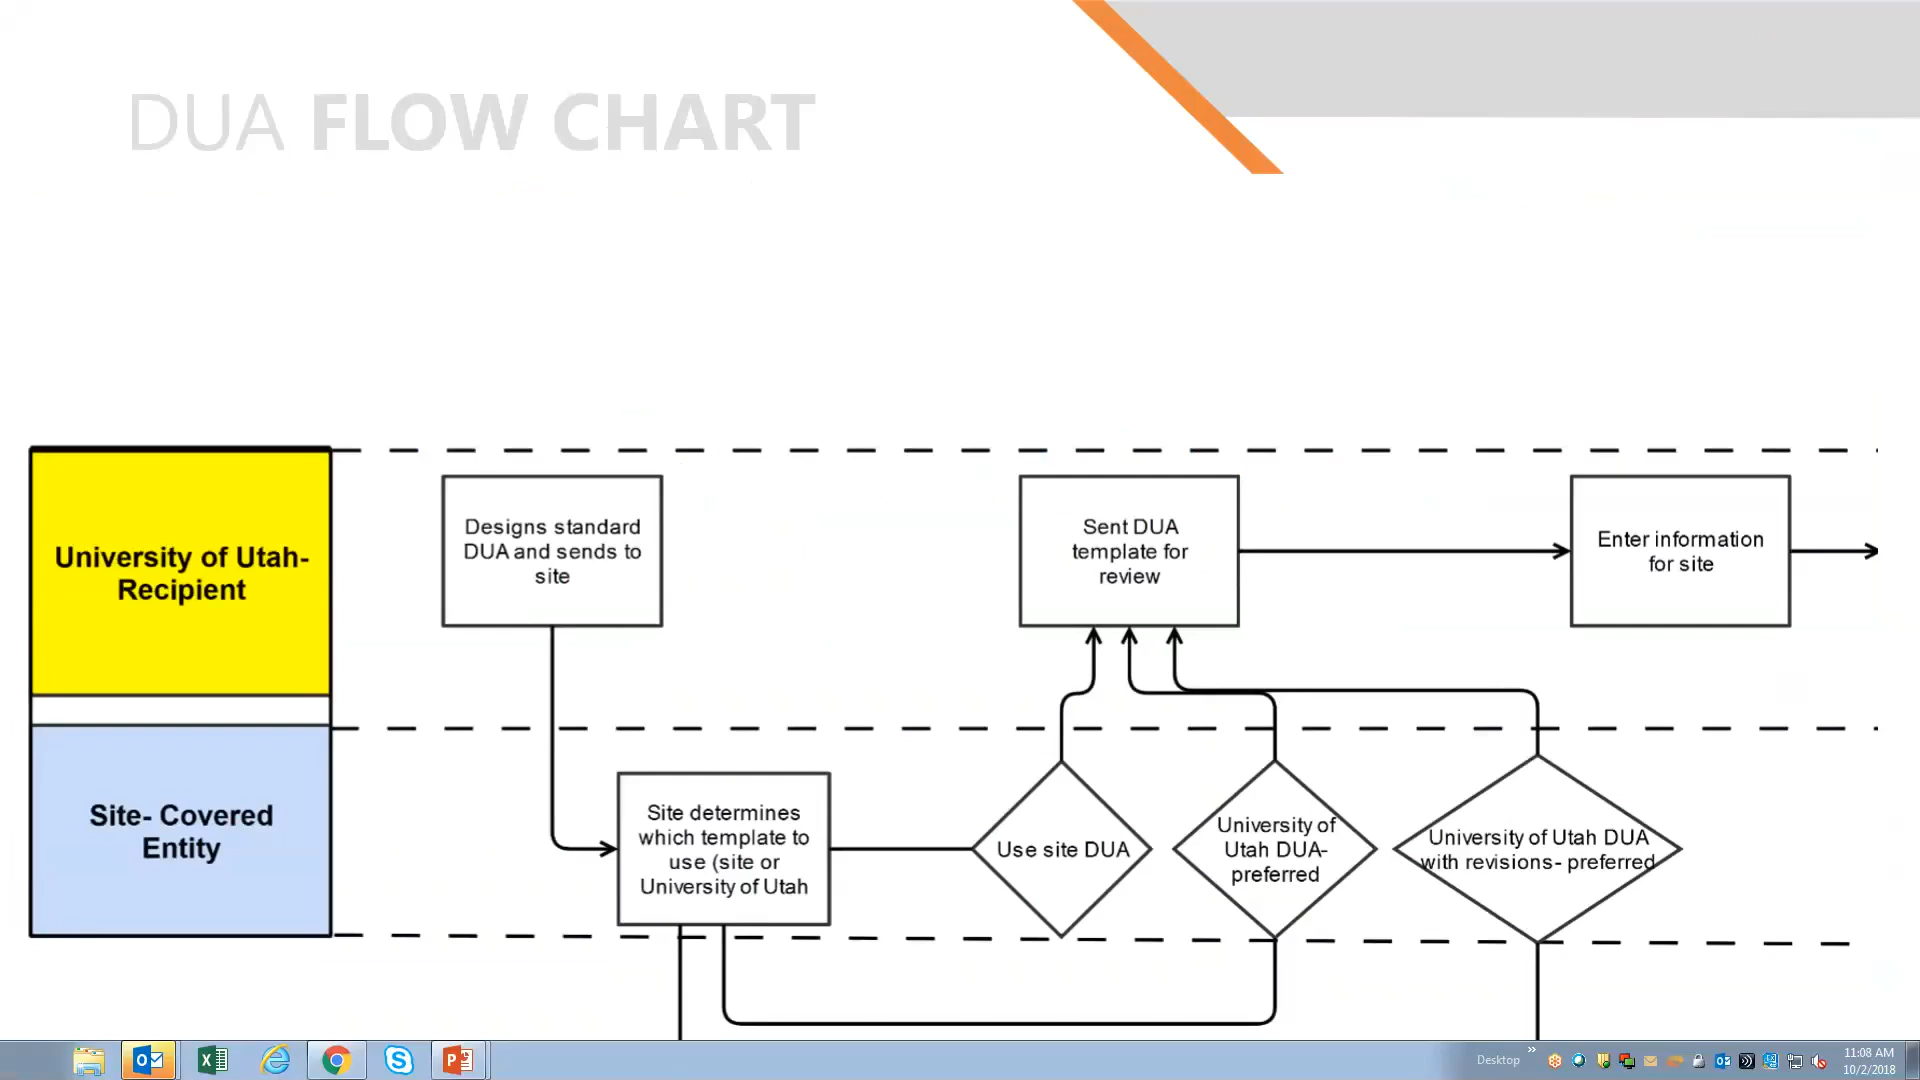 DUA FLOW CHART
University of Utah-
Recipient
Designs standard
DUA and sends to
site
Sent DUA
template for
review
Enter information
for site
Site- Covered
Entity
Site determines
which template to
use (site or
University of Utah
Use site DUA
University of
Utah DUA-
preferred
University of Utah DUA
with revisions- preferred
Desktop
11:08 AM
10/2/2018